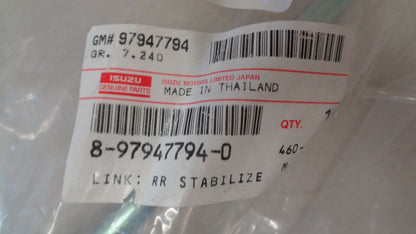 GM# 97947794
GR. 7.240
ISUZU
GENUINE PARTS
ISUZU MOTORS LIMITED JAPAN
MADE IN THAILAND
QTY.
8-97947794-0
460-
LINK; RR STABILIZE
M